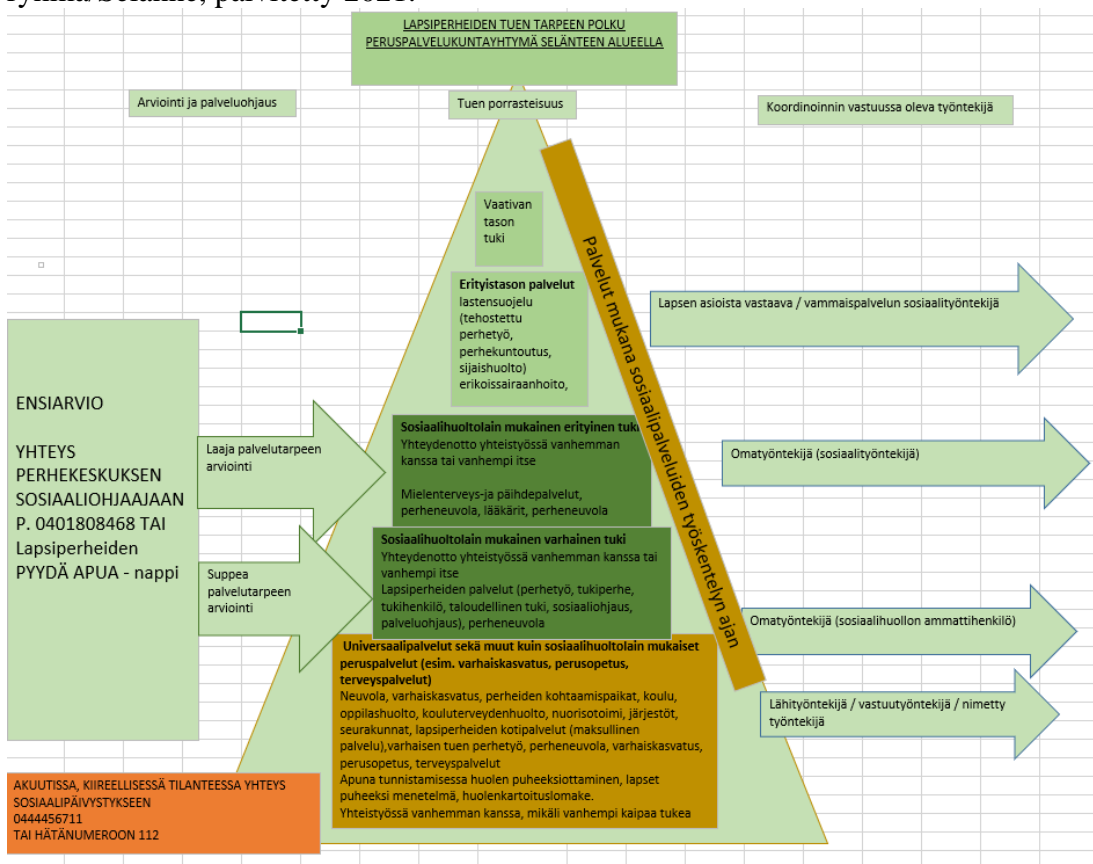 LAPSIPERHEIDEN TUEN TARPEEN POLKU
PERUSPALVELUKUNTAYHTYMÄ SELÄNTEEN ALUEELLA
Arviointi ja palveluohjaus
Tuen porrasteisuus
Koordinoinnin vastuussa oleva työntekijä
Vaativan
tason
tuki
Erityistason palvelut
lastensuojelu
(tehostettu
perhetyö,
perhekuntoutus,
sijaishuolto)
erikoissairaanhoito,
Palvelut mukana sosiaalipalveluiden työskentelyn ajan
Lapsen asioista vastaava / vammaispalvelun sosiaalityöntekijä
ENSIARVIO
YHTEYS
PERHEKESKUKSEN
SOSIAALIOHJAAJAAN
P. 0401808468 TAI
Lapsiperheiden
PYYDÄ APUA - nappi
Laaja palvelutarpeen
arviointi
Sosiaalihuoltolain mukainen erityinen tuki
Yhteydenotto yhteistyössä vanhemman
kanssa tai vanhempi itse
Mielenterveys-ja päihdepalvelut,
perheneuvola, lääkärit, perheneuvola
Omatyöntekijä (sosiaalityöntekijä)
Suppea
palvelutarpeen
arviointi
Sosiaalihuoltolain mukainen varhainen tuki
Yhteydenotto yhteistyössä vanhemman kanssa tai
vanhempi itse
Lapsiperheiden palvelut (perhetyö, tukiperhe,
tukihenkilö, taloudellinen tuki, sosiaaliohjaus,
palveluohjaus), perheneuvola
Omatyöntekijä (sosiaalihuollon ammattihenkilö)
Universaalipalvelut sekä muut kuin sosiaalihuoltolain mukaiset
peruspalvelut (esim. varhaiskasvatus, perusopetus,
terveyspalvelut)
Neuvola, varhaiskasvatus, perheiden kohtaamispaikat, koulu,
oppilashuolto, kouluterveydenhuolto, nuorisotoimi, järjestöt,
seurakunnat, lapsiperheiden kotipalvelut (maksullinen
palvelu),varhaisen tuen perhetyö, perheneuvola, varhaiskasvatus,
perusopetus, terveyspalvelut
Apuna tunnistamisessa huolen puheeksiottaminen, lapset
puheeksi menetelmä, huolenkartoituslomake.
Yhteistyössä vanhemman kanssa, mikäli vanhempi kaipaa tukea
Lähityöntekijä / vastuutyöntekijä / nimetty
työntekijä
AKUUTISSA, KIIREELLISESSÄ TILANTEESSA YHTEYS
SOSIAALIPÄIVYSTYKSEEN
0444456711
TAI HÄTÄNUMEROON 112